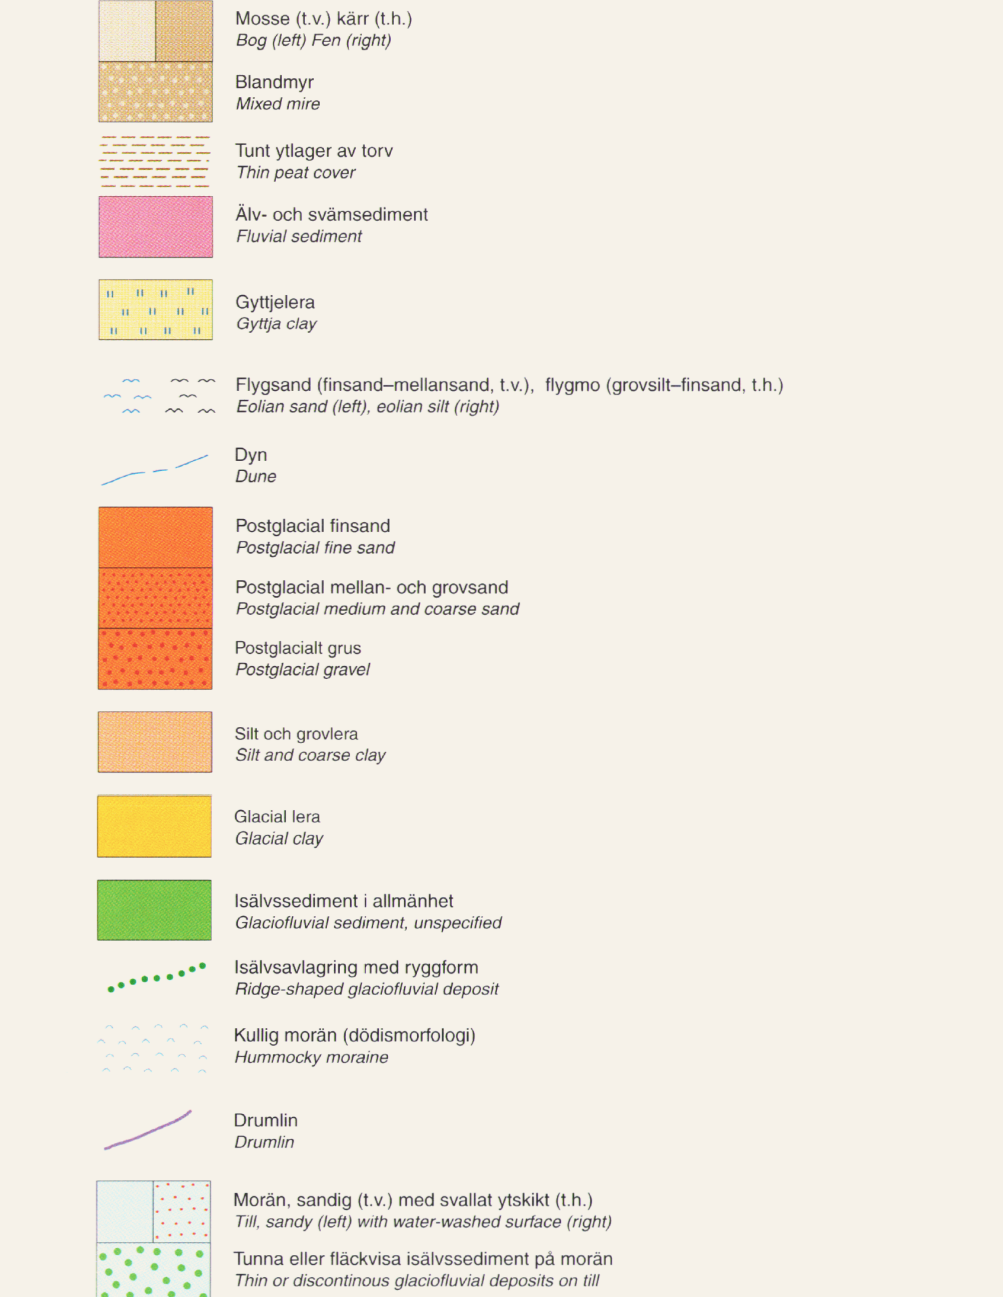 Mosse (t.v.) kärr (t.h.)
Bog (left) Fen (right)
Blandmyr
Mixed mire
Tunt ytlager av torv
Thin peat cover
Älv- och svämsediment
Fluvial sediment
Gyttjelera
Gyttja clay
Flygsand (finsand–mellansand, t.v.), flygmo (grovsilt–finsand, t.h.)
Eolian sand (left), eolian silt (right)
Dyn
Dune
Postglacial finsand
Postglacial fine sand
Postglacial mellan- och grovsand
Postglacial medium and coarse sand
Postglacialt grus
Postglacial gravel
Silt och grovlera
Silt and coarse clay
Glacial lera
Glacial clay
Isälvssediment i allmänhet
Glaciofluvial sediment, unspecified
Isälvsavlagring med ryggform
Ridge-shaped glaciofluvial deposit
Kullig morän (dödismorfologi)
Hummocky moraine
Drumlin
Drumlin
Morän, sandig (t.v.) med svallat ytskikt (t.h.)
Till, sandy (left) with water-washed surface (right)
Tunna eller fläckvisa isälvssediment på morän
Thin or discontinous glaciofluvial deposits on till